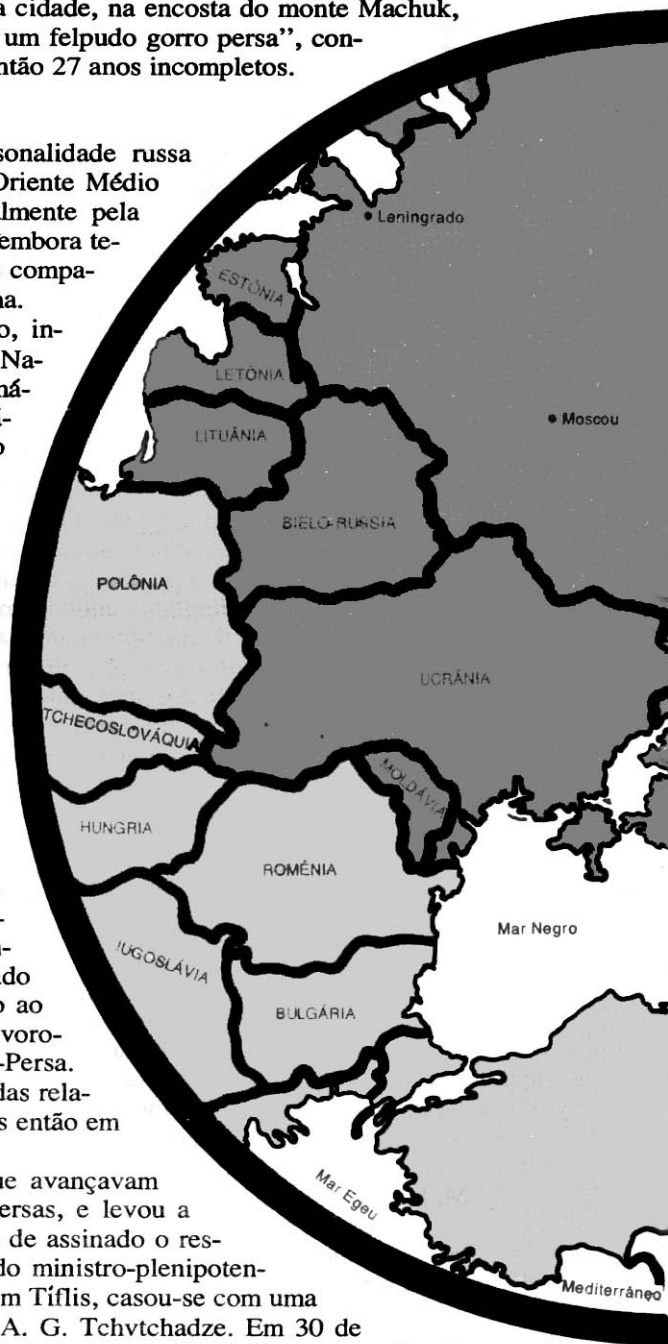 a cidade, na encosta do monte Machuk,
um felpudo gorro persa”, con-
ntão 27 anos incompletos.
sonalidade russa
Oriente Médio
lmente pela
embora te-
compa-
na.
o, in-
Na-
má-
i-
o
Leningrado
ESTÔNIA
LETÔNIA
Moscou
LITUÂNIA
BIELO-RUSSIA
POLÔNIA
UCRÂNIA
TCHECOSLOVÁQUIA
MOLDÁVIA
HUNGRIA
ROMÊNIA
Mar Negro
IUGOSLÁVIA
BULGÁRIA
-
n-
do
o ao
voro-
-Persa.
das rela-
s então em
Mar Egeu
ue avançavam
ersas, e levou a
de assinado o res-
do ministro-plenipoten-
Mediterrâneo
m Tíflis, casou-se com uma
A. G. Tchvtchadze. Em 30 de